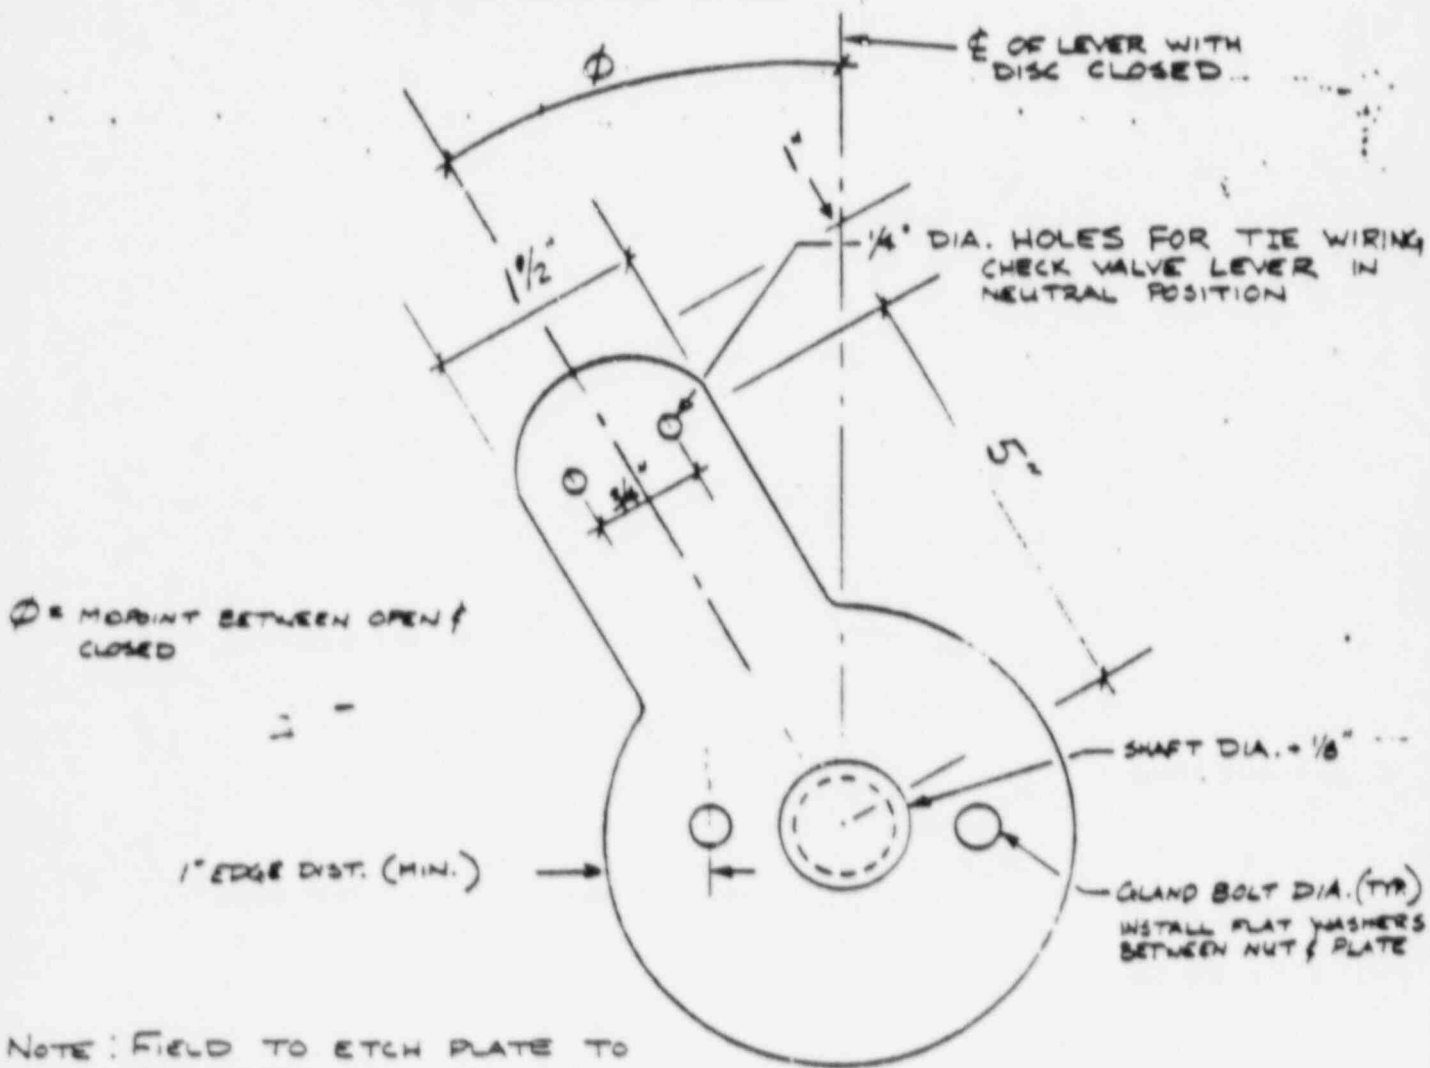 Ø
℄ OF LEVER WITH
DISC CLOSED
1"
1 1/2"
1/4" DIA. HOLES FOR TIE WIRING
CHECK VALVE LEVER IN
NEUTRAL POSITION
3/4"
5"
Ø = MIDPOINT BETWEEN OPEN &
CLOSED
SHAFT DIA. + 1/8"
1" EDGE DIST. (MIN.)
GLAND BOLT DIA. (TYP.)
INSTALL FLAT WASHERS
BETWEEN NUT & PLATE
NOTE: FIELD TO ETCH PLATE TO